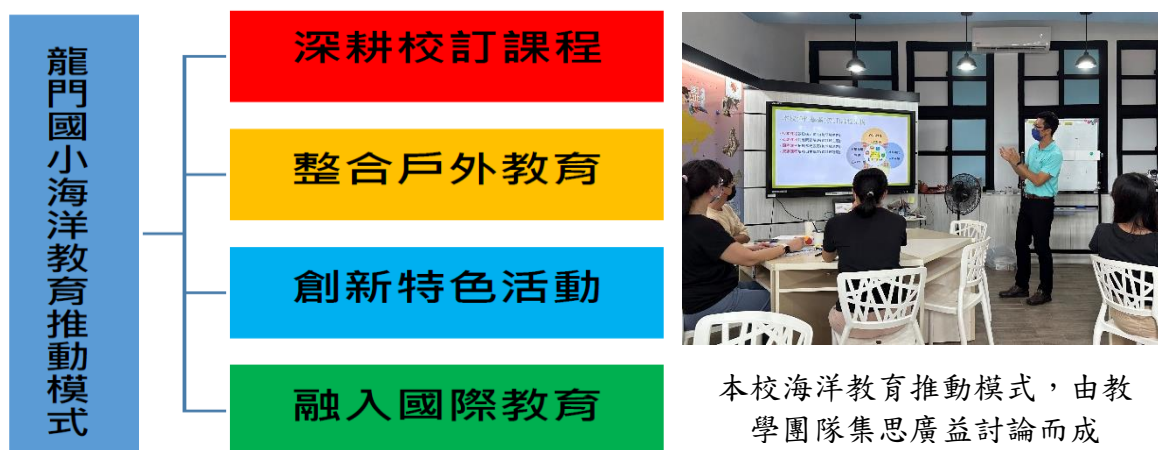 龍門國小海洋教育推動模式
深耕校訂課程
整合戶外教育
創新特色活動
融入國際教育
本校海洋教育推動模式，由教
學團隊集思廣益討論而成